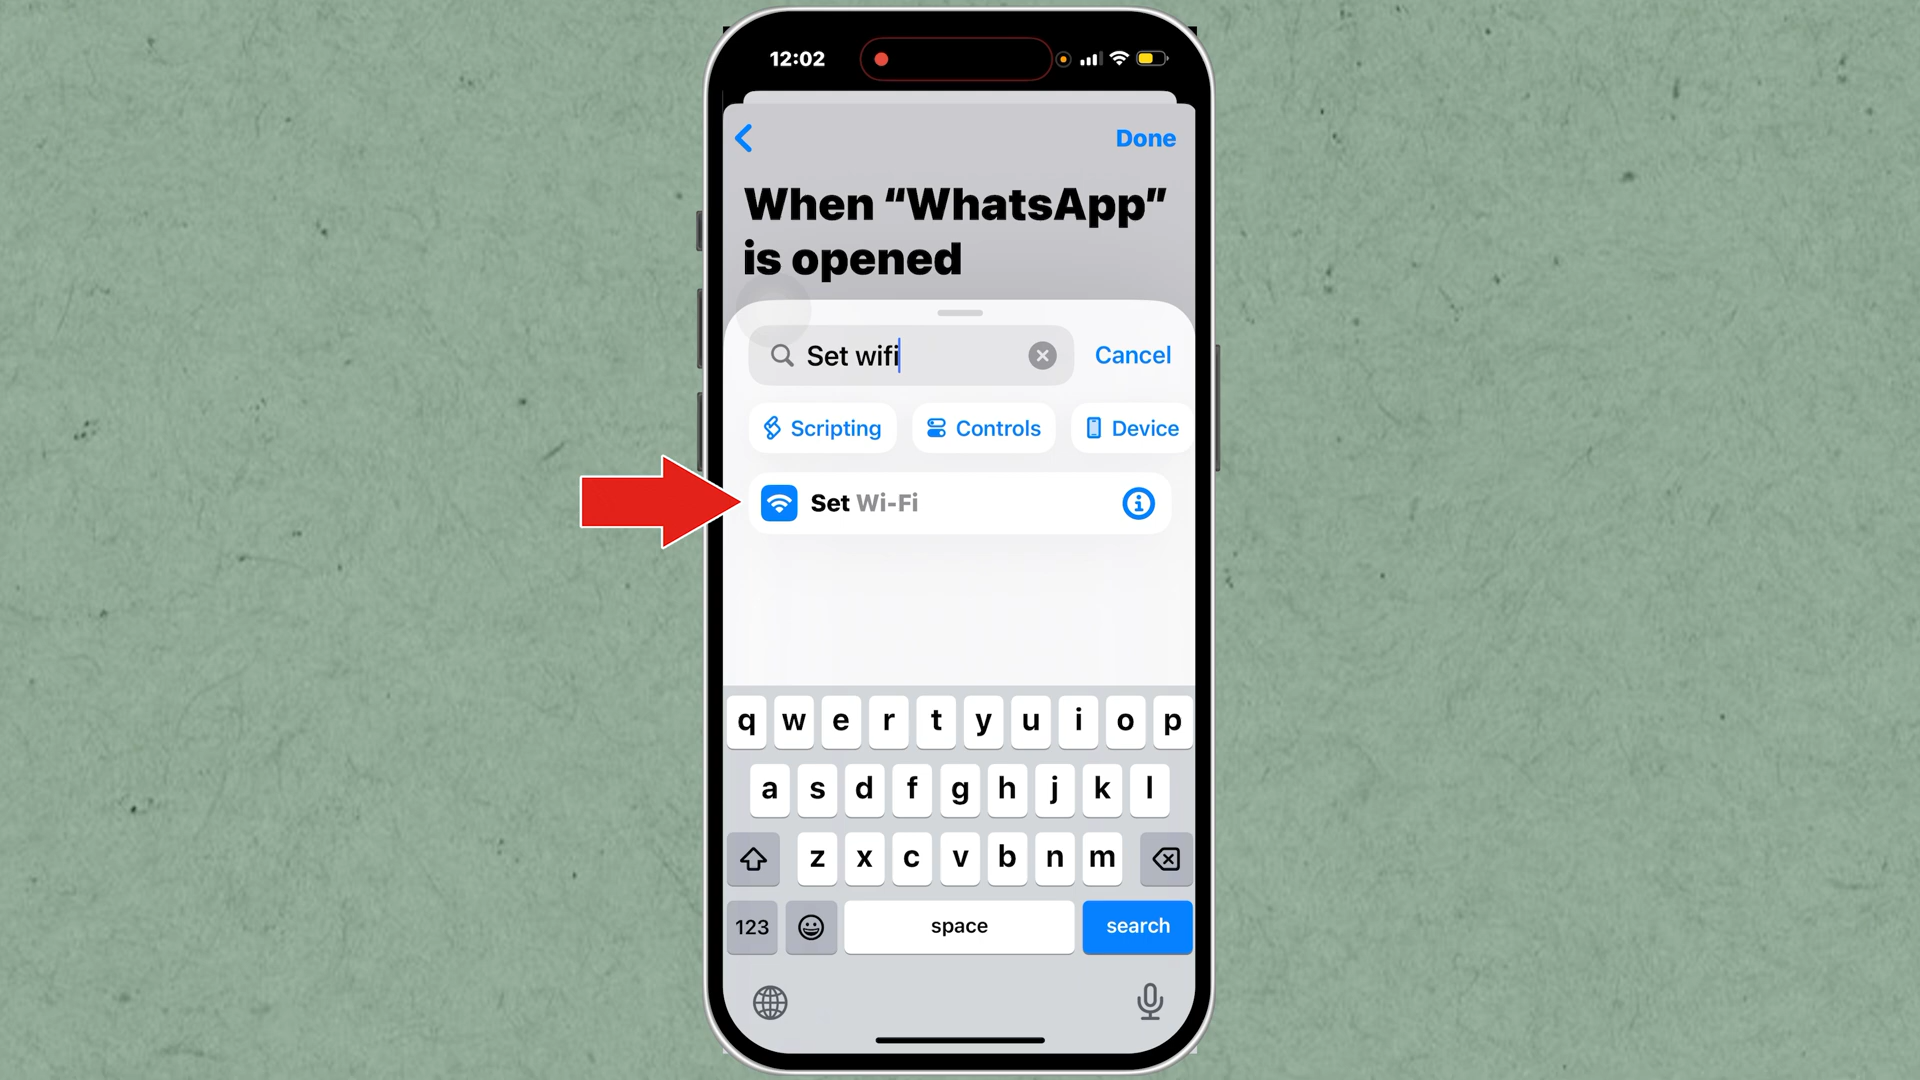 12:02
Done
When “WhatsApp”
is opened
Set wifi
Cancel
Scripting
Controls
Device
Set Wi-Fi
q w e r t y u i o p
a s d f g h j k l
z x c v b n m
123
space
search